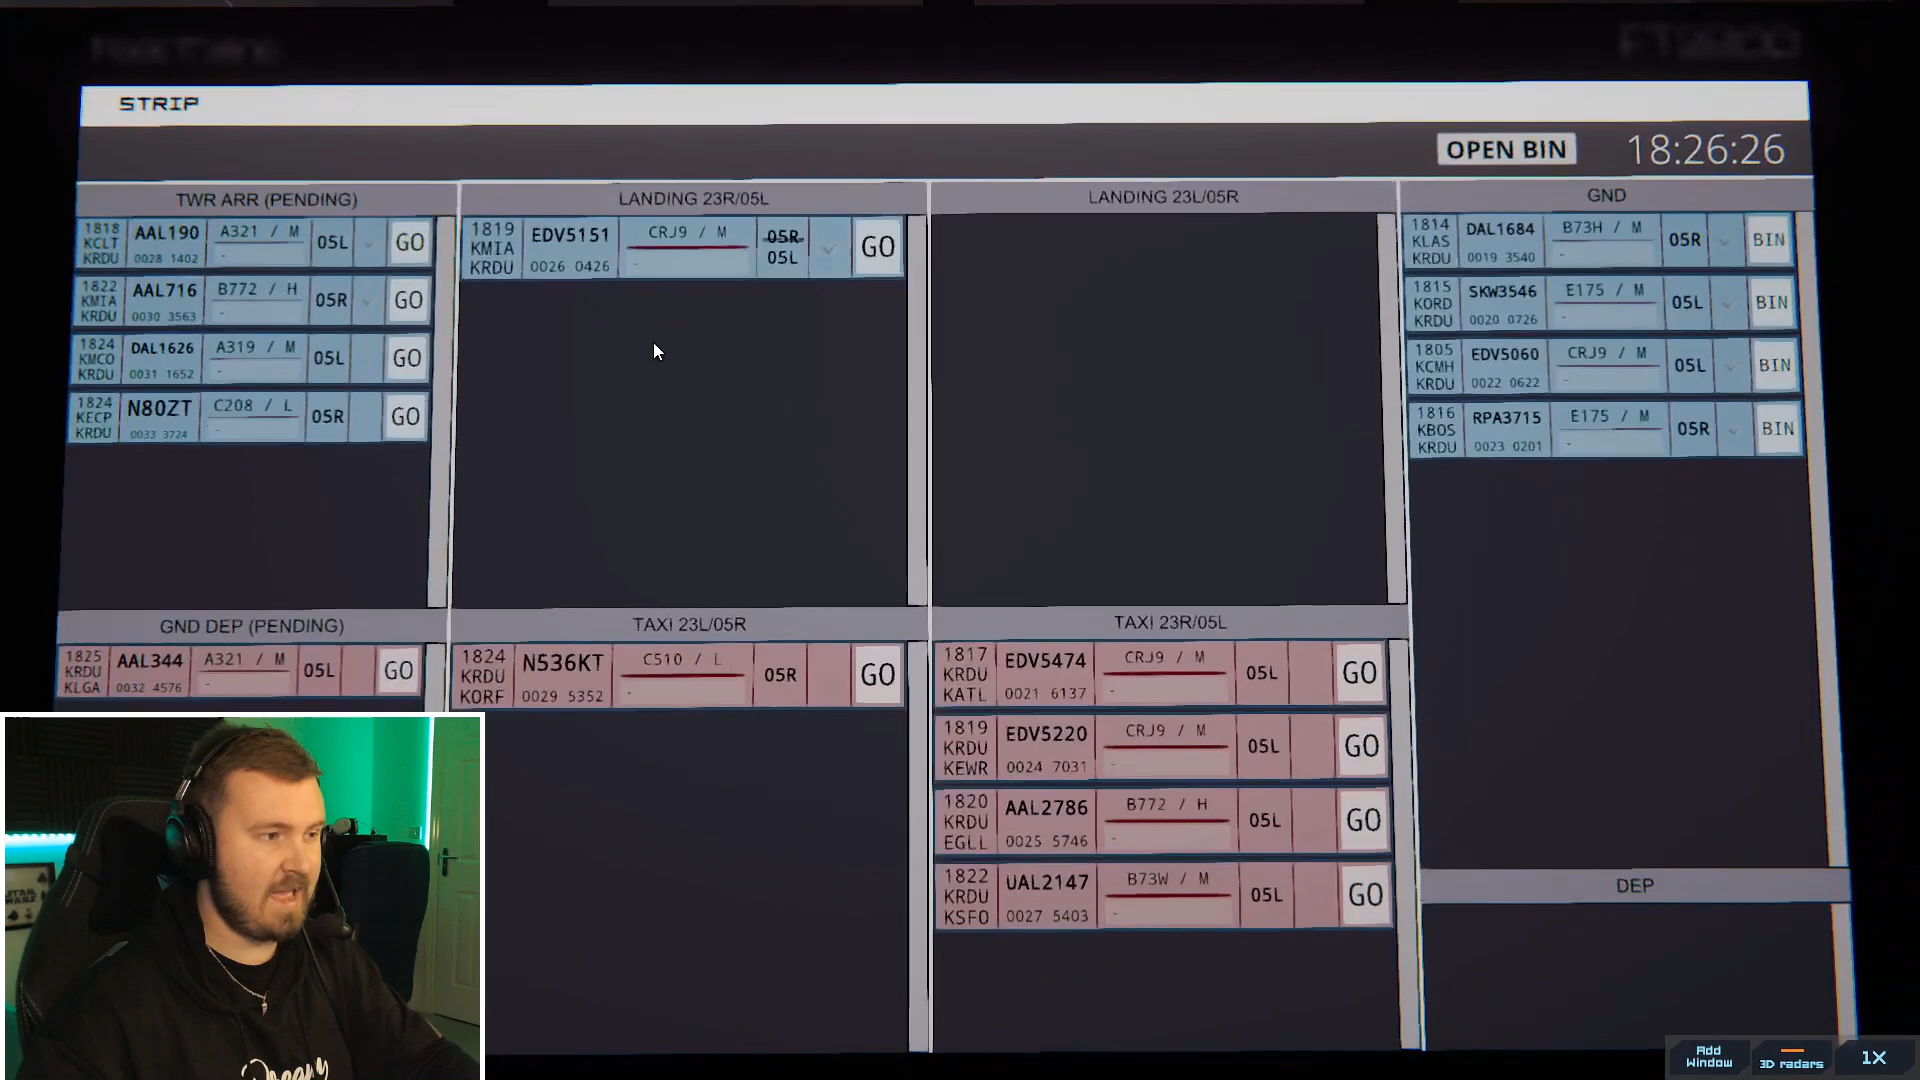 STRIP
OPEN BIN 18:26:26
TWR ARR (PENDING)
1818 AAL190 A321 / M 05L GO
KCLT
KRDU 0028 1402 -
1822 AAL716 B772 / H 05R GO
KMIA
KRDU 0030 3563 -
1824 DAL1626 A319 / M 05L GO
KMCO
KRDU 0031 1652 -
1824 N80ZT C208 / L 05R GO
KECP
KRDU 0033 3724 -
LANDING 23R/05L
1819 EDV5151 CRJ9 / M 05R GO
KMIA 05L
KRDU 0026 0426 -
LANDING 23L/05R
GND
1814 DAL1684 B73H / M 05R BIN
KLAS
KRDU 0019 3540 -
1815 SKW3546 E175 / M 05L BIN
KORD
KRDU 0020 0726 -
1805 EDV5060 CRJ9 / M 05L BIN
KCMH
KRDU 0022 0622 -
1816 RPA3715 E175 / M 05R BIN
KBOS
KRDU 0023 0201 -
GND DEP (PENDING)
1825 AAL344 A321 / M 05L GO
KRDU
KLGA 0032 4576 -
TAXI 23L/05R
1824 N536KT C510 / L 05R GO
KRDU
KORF 0029 5352 -
TAXI 23R/05L
1817 EDV5474 CRJ9 / M 05L GO
KRDU
KATL 0021 6137 -
1819 EDV5220 CRJ9 / M 05L GO
KRDU
KEWR 0024 7031 -
1820 AAL2786 B772 / H 05L GO
KRDU
EGLL 0025 5746 -
1822 UAL2147 B73W / M 05L GO
KRDU
KSFO 0027 5403 -
DEP
STAR
WARS
Add
Window
3D radars
1X